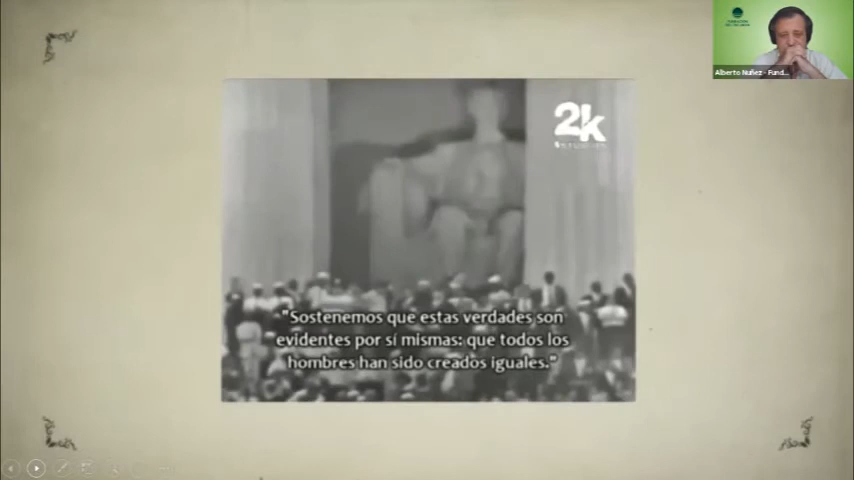 Alberto Nuñez - Fund...
2k
"Sostenemos que estas verdades son
evidentes por sí mismas: que todos los
hombres han sido creados iguales."